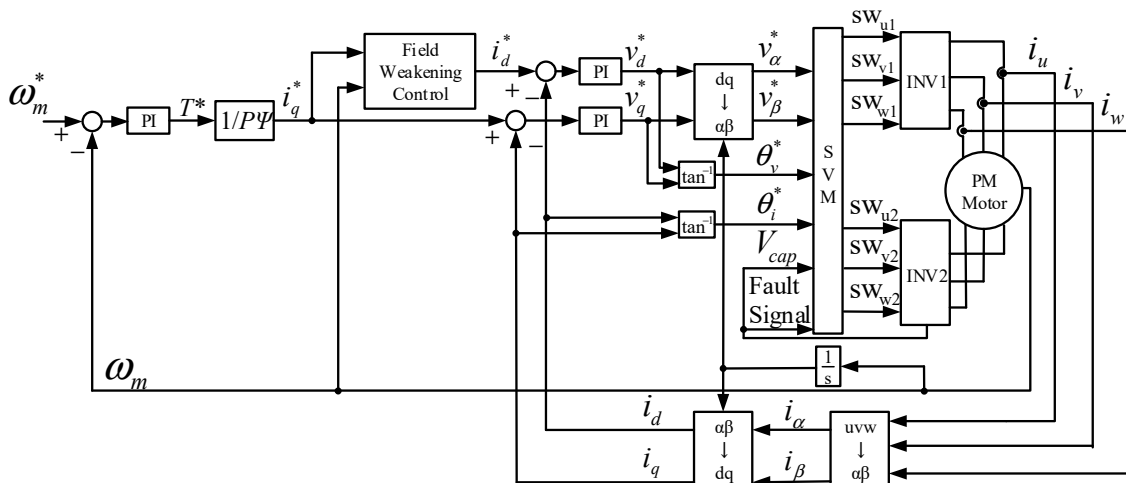 ω*m
+
−
PI
T*
1/PΨ
i*q
Field
Weakening
Control
i*d
+
−
PI
v*d
+
−
PI
v*q
dq
↓
αβ
v*α
v*β
tan⁻¹
θ*v
tan⁻¹
θ*i
Vcap
Fault
Signal
S
V
M
SWu1
SWv1
SWw1
INV1
SWu2
SWv2
SWw2
INV2
PM
Motor
iu
iv
iw
ωm
1
s
id
iq
αβ
↓
dq
iα
iβ
uvw
↓
αβ